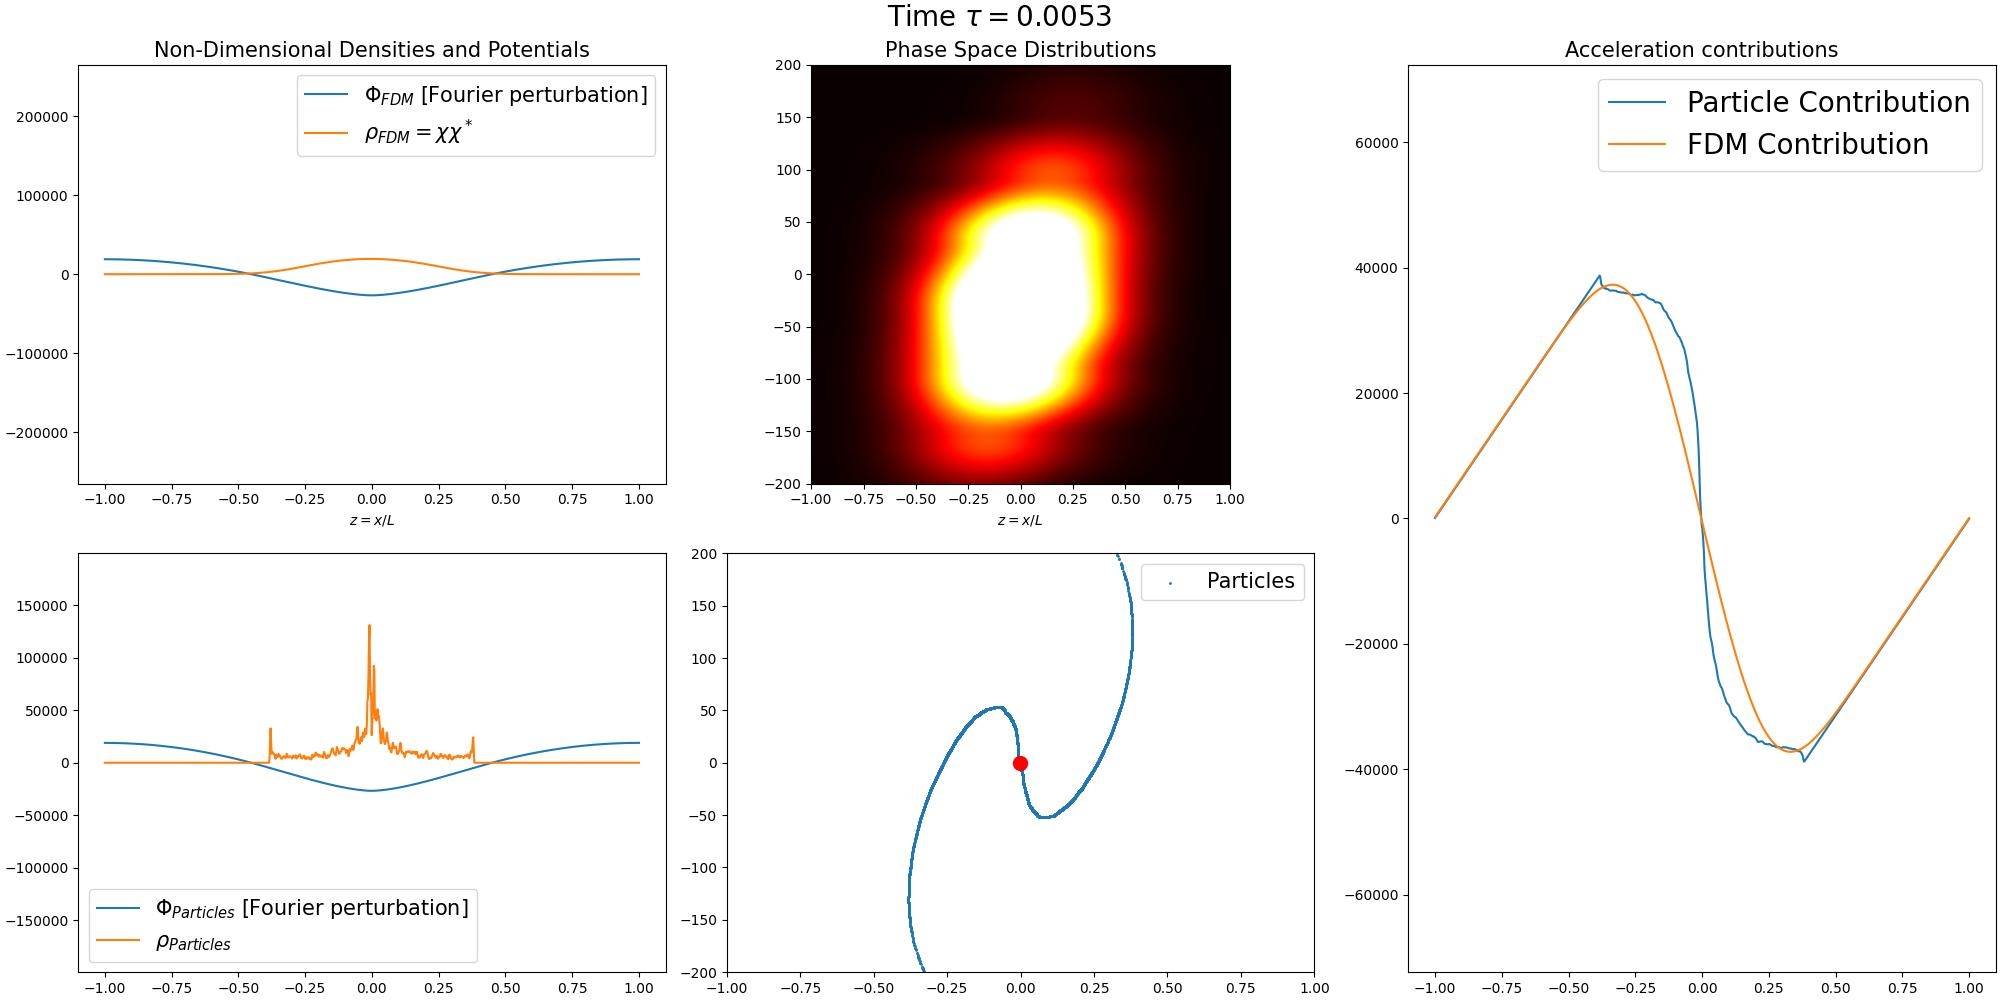 Time τ = 0.0053
Non-Dimensional Densities and Potentials
Φ_FDM [Fourier perturbation]
ρ_FDM = χχ*
200000
100000
0
−100000
−200000
−1.00 −0.75 −0.50 −0.25 0.00 0.25 0.50 0.75 1.00
z = x/L
Phase Space Distributions
200
150
100
50
0
−50
−100
−150
−200
−1.00 −0.75 −0.50 −0.25 0.00 0.25 0.50 0.75 1.00
z = x/L
Acceleration contributions
Particle Contribution
FDM Contribution
60000
40000
20000
0
−20000
−40000
−60000
−1.00 −0.75 −0.50 −0.25 0.00 0.25 0.50 0.75 1.00
150000
100000
50000
0
−50000
−100000
−150000
Φ_Particles [Fourier perturbation]
ρ_Particles
−1.00 −0.75 −0.50 −0.25 0.00 0.25 0.50 0.75 1.00
Particles
200
150
100
50
0
−50
−100
−150
−200
−1.00 −0.75 −0.50 −0.25 0.00 0.25 0.50 0.75 1.00